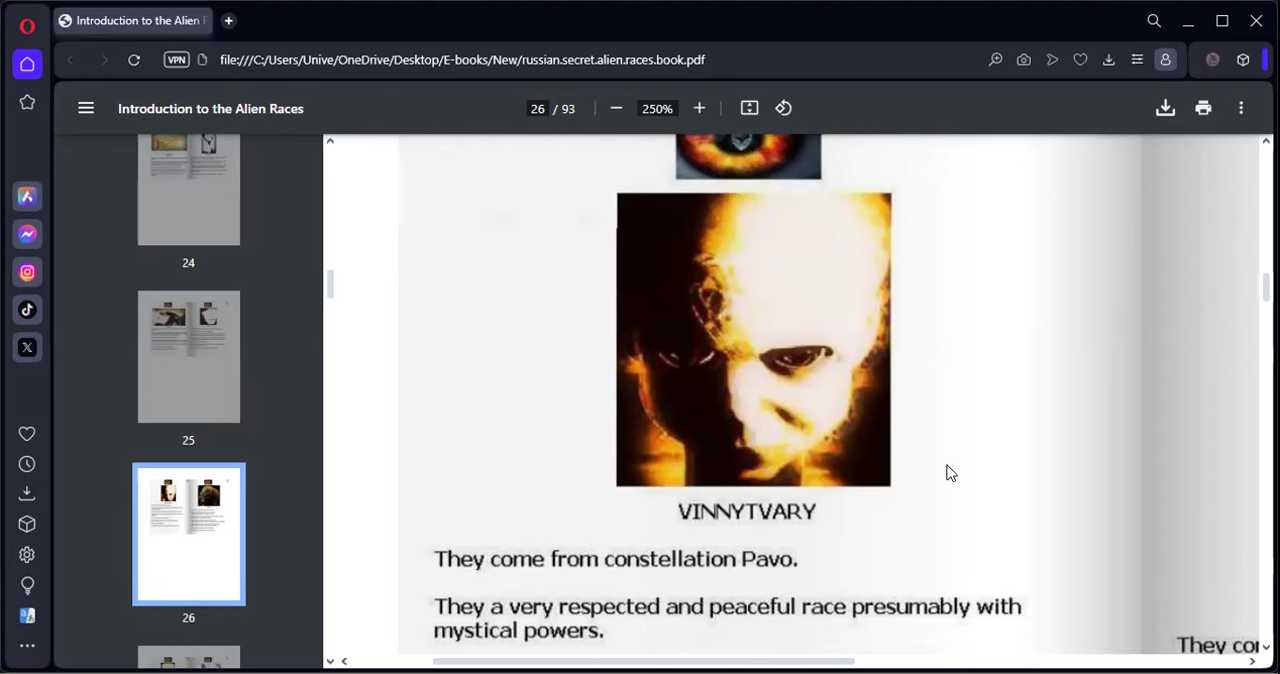 Introduction to the Alien R
VPN
file:///C:/Users/Unive/OneDrive/Desktop/E-books/New/russian.secret.alien.races.book.pdf
Introduction to the Alien Races
26 / 93
250%
24
25
26
VINNYTVARY
They come from constellation Pavo.
They a very respected and peaceful race presumably with
mystical powers.
They co